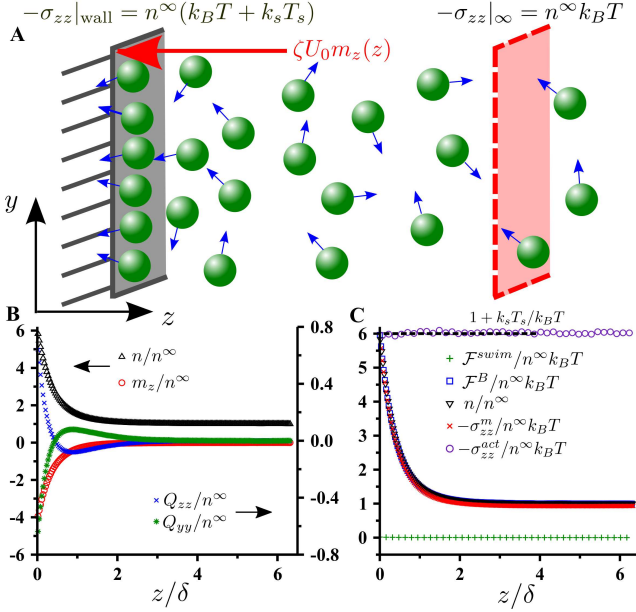 −σ_zz|_wall = n^∞(k_BT + k_sT_s)
−σ_zz|_∞ = n^∞k_BT
A
ζU_0m_z(z)
y
z
B
6
4
2
0
-2
-4
-6
0
2
4
6
0.8
0.4
0.0
-0.4
-0.8
n/n^∞
m_z/n^∞
Q_zz/n^∞
Q_yy/n^∞
z/δ
C
1 + k_sT_s/k_BT
6
5
4
3
2
1
0
0
2
4
6
F^swim/n^∞k_BT
F^B/n^∞k_BT
n/n^∞
−σ^m_zz/n^∞k_BT
−σ^act_zz/n^∞k_BT
z/δ